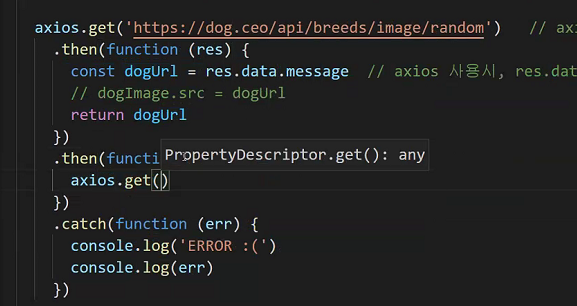 axios.get('https://dog.ceo/api/breeds/image/random')   // axi
.then(function (res) {
const dogUrl = res.data.message  // axios 사용시, res.dat
// dogImage.src = dogUrl
return dogUrl
})
.then(functi
PropertyDescriptor.get(): any
axios.get()
})
.catch(function (err) {
console.log('ERROR :(')
console.log(err)
})